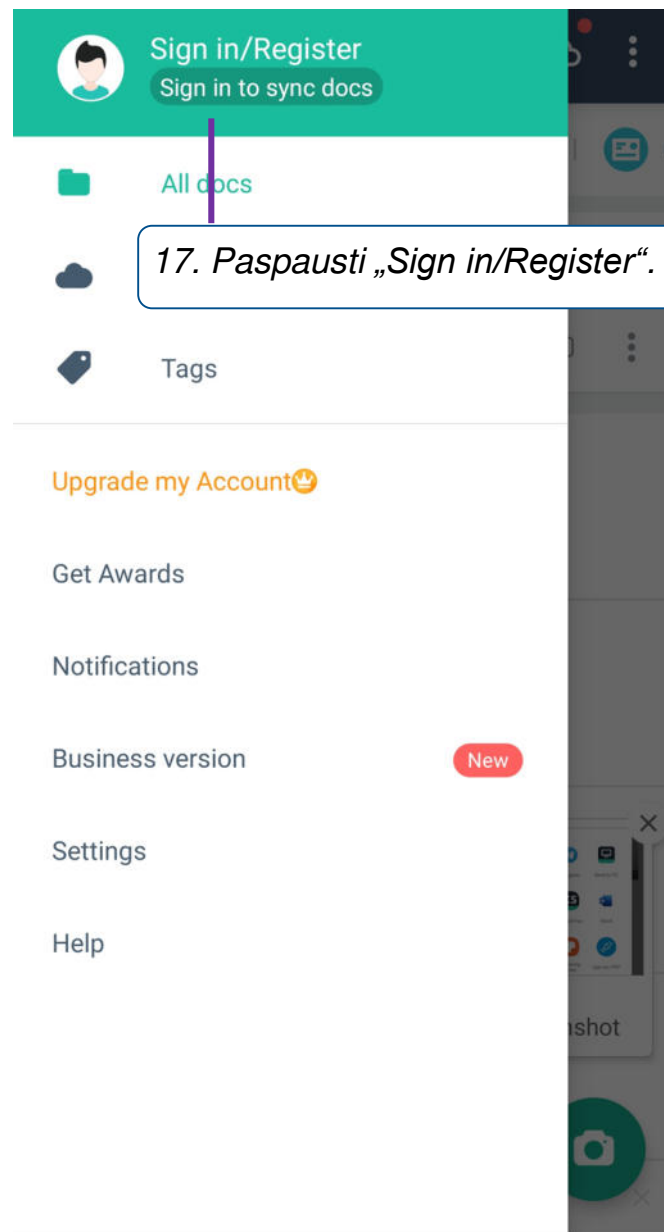 Sign in/Register
Sign in to sync docs
All docs
17. Paspausti „Sign in/Register“.
Tags
Upgrade my Account
Get Awards
Notifications
Business version
New
Settings
Help
nshot